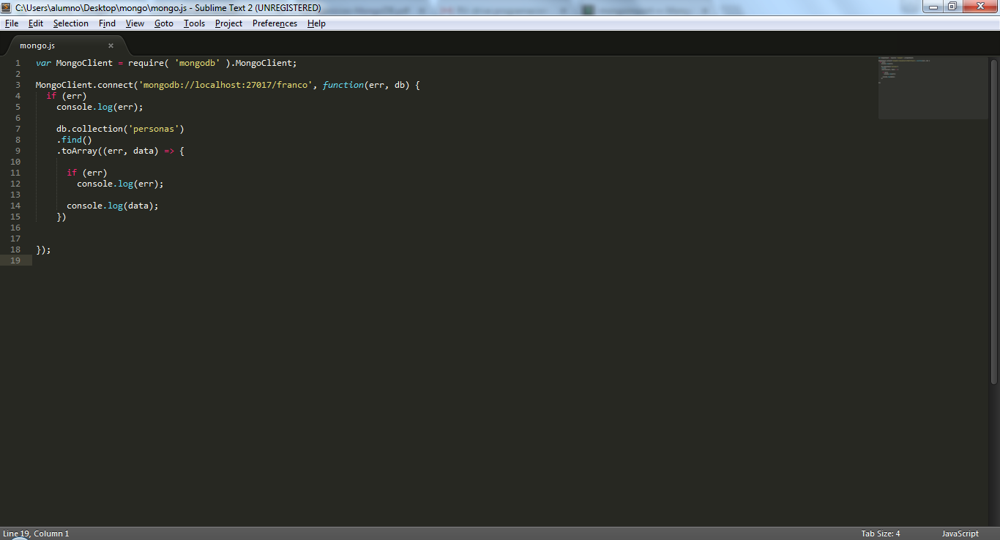 C:\Users\alumno\Desktop\mongo\mongo.js - Sublime Text 2 (UNREGISTERED)
File Edit Selection Find View Goto Tools Project Preferences Help
mongo.js ×
1 var MongoClient = require( 'mongodb' ).MongoClient;
2
3 MongoClient.connect('mongodb://localhost:27017/franco', function(err, db) {
4   if (err)
5     console.log(err);
6
7     db.collection('personas')
8     .find()
9     .toArray((err, data) => {
10
11       if (err)
12         console.log(err);
13
14       console.log(data);
15     })
16
17
18 });
19
Line 19, Column 1 Tab Size: 4 JavaScript